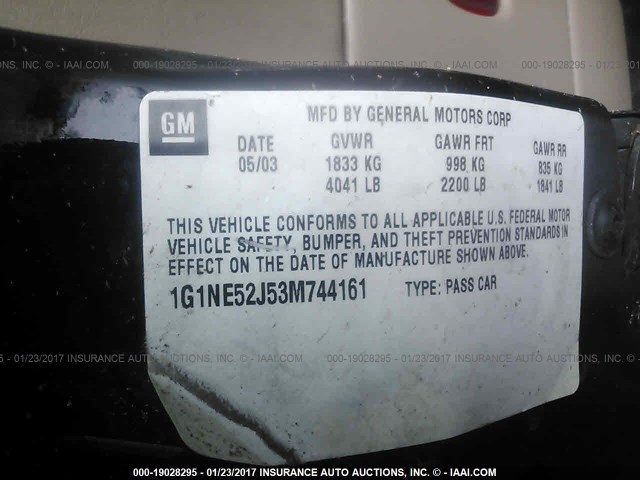 INC. - IAAI.COM 000-19028295 - 01/23/2017 INSURANCE AUTO AUCTIONS, INC. - IAAI.COM 000-19028295
GM
MFD BY GENERAL MOTORS CORP
DATE GVWR GAWR FRT GAWR RR
05/03 1833 KG 998 KG 835 KG
4041 LB 2200 LB 1841 LB
THIS VEHICLE CONFORMS TO ALL APPLICABLE U.S. FEDERAL MOTOR
VEHICLE SAFETY, BUMPER, AND THEFT PREVENTION STANDARDS IN
EFFECT ON THE DATE OF MANUFACTURE SHOWN ABOVE.
1G1NE52J53M744161 TYPE: PASS CAR
- 01/23/2017 INSURANCE AUTO AUCTIONS, INC. - IAAI.COM 000-19028295 - 01/23/2017 INSURANCE AUTO AUCTIONS, INC. - IAAI.COM
000-19028295 - 01/23/2017 - INSURANCE AUTO AUCTIONS, INC. - IAAI.COM